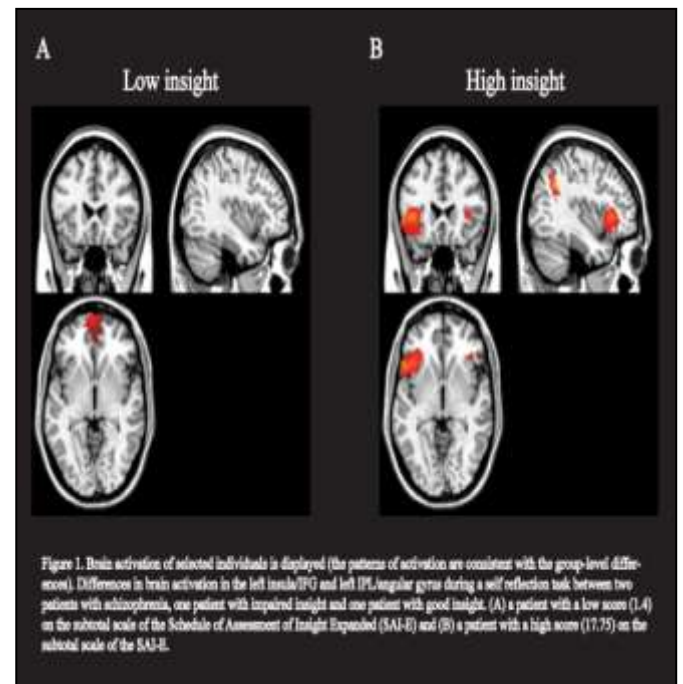 A
B
Low insight
High insight
Figure 1. Brain activation of selected individuals is displayed (the patterns of activation are consistent with the group-level differ-
ences). Differences in brain activation in the left insula/IFG and left IPL/angular gyrus during a self reflection task between two
patients with schizophrenia, one patient with impaired insight and one patient with good insight. (A) a patient with a low score (1.4)
on the subtotal scale of the Schedule of Assessment of Insight Expanded (SAI-E) and (B) a patient with a high score (17.75) on the
subtotal scale of the SAI-E.